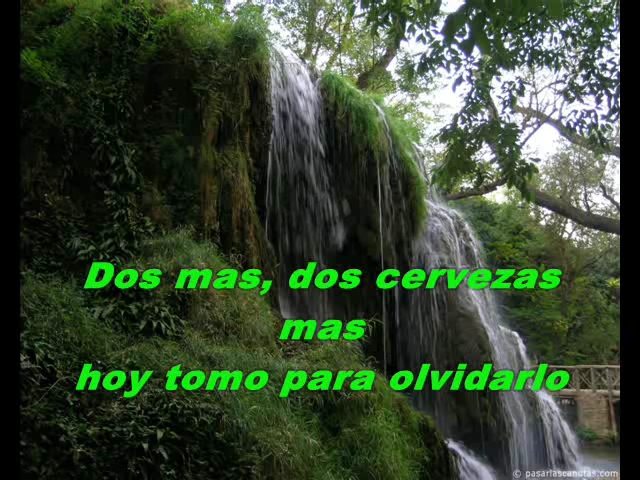 Dos mas, dos cervezas
mas
hoy tomo para olvidarlo
© pasarlascanutas.com